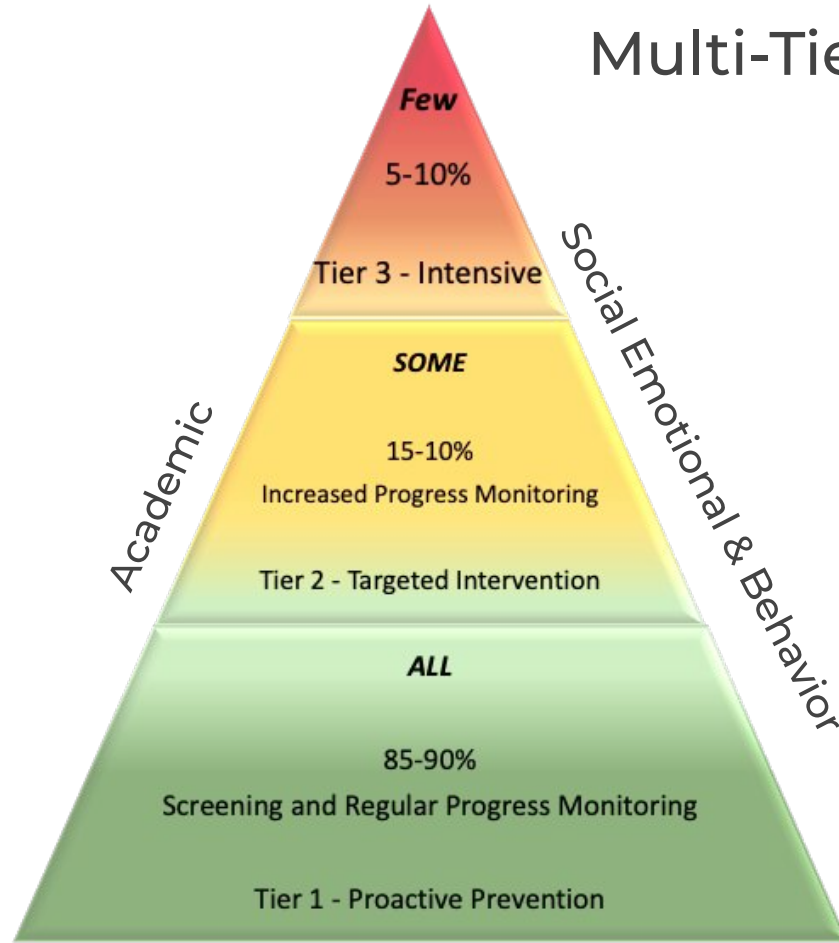 Multi-Tie
Few
5-10%
Tier 3 - Intensive
Social Emotional & Behavior
SOME
15-10%
Increased Progress Monitoring
Academic
Tier 2 - Targeted Intervention
ALL
85-90%
Screening and Regular Progress Monitoring
Tier 1 - Proactive Prevention